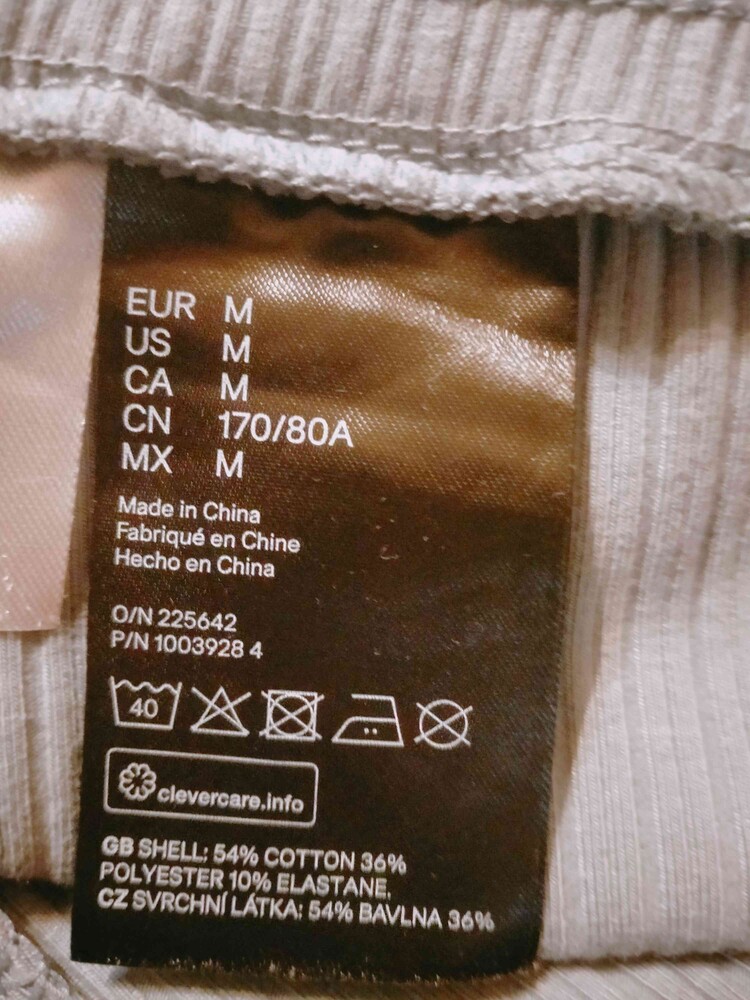 EUR M
US M
CA M
CN 170/80A
MX M
Made in China
Fabriqué en Chine
Hecho en China
O/N 225642
P/N 1003928 4
40
clevercare.info
GB SHELL: 54% COTTON 36%
POLYESTER 10% ELASTANE.
CZ SVRCHNÍ LÁTKA: 54% BAVLNA 36%